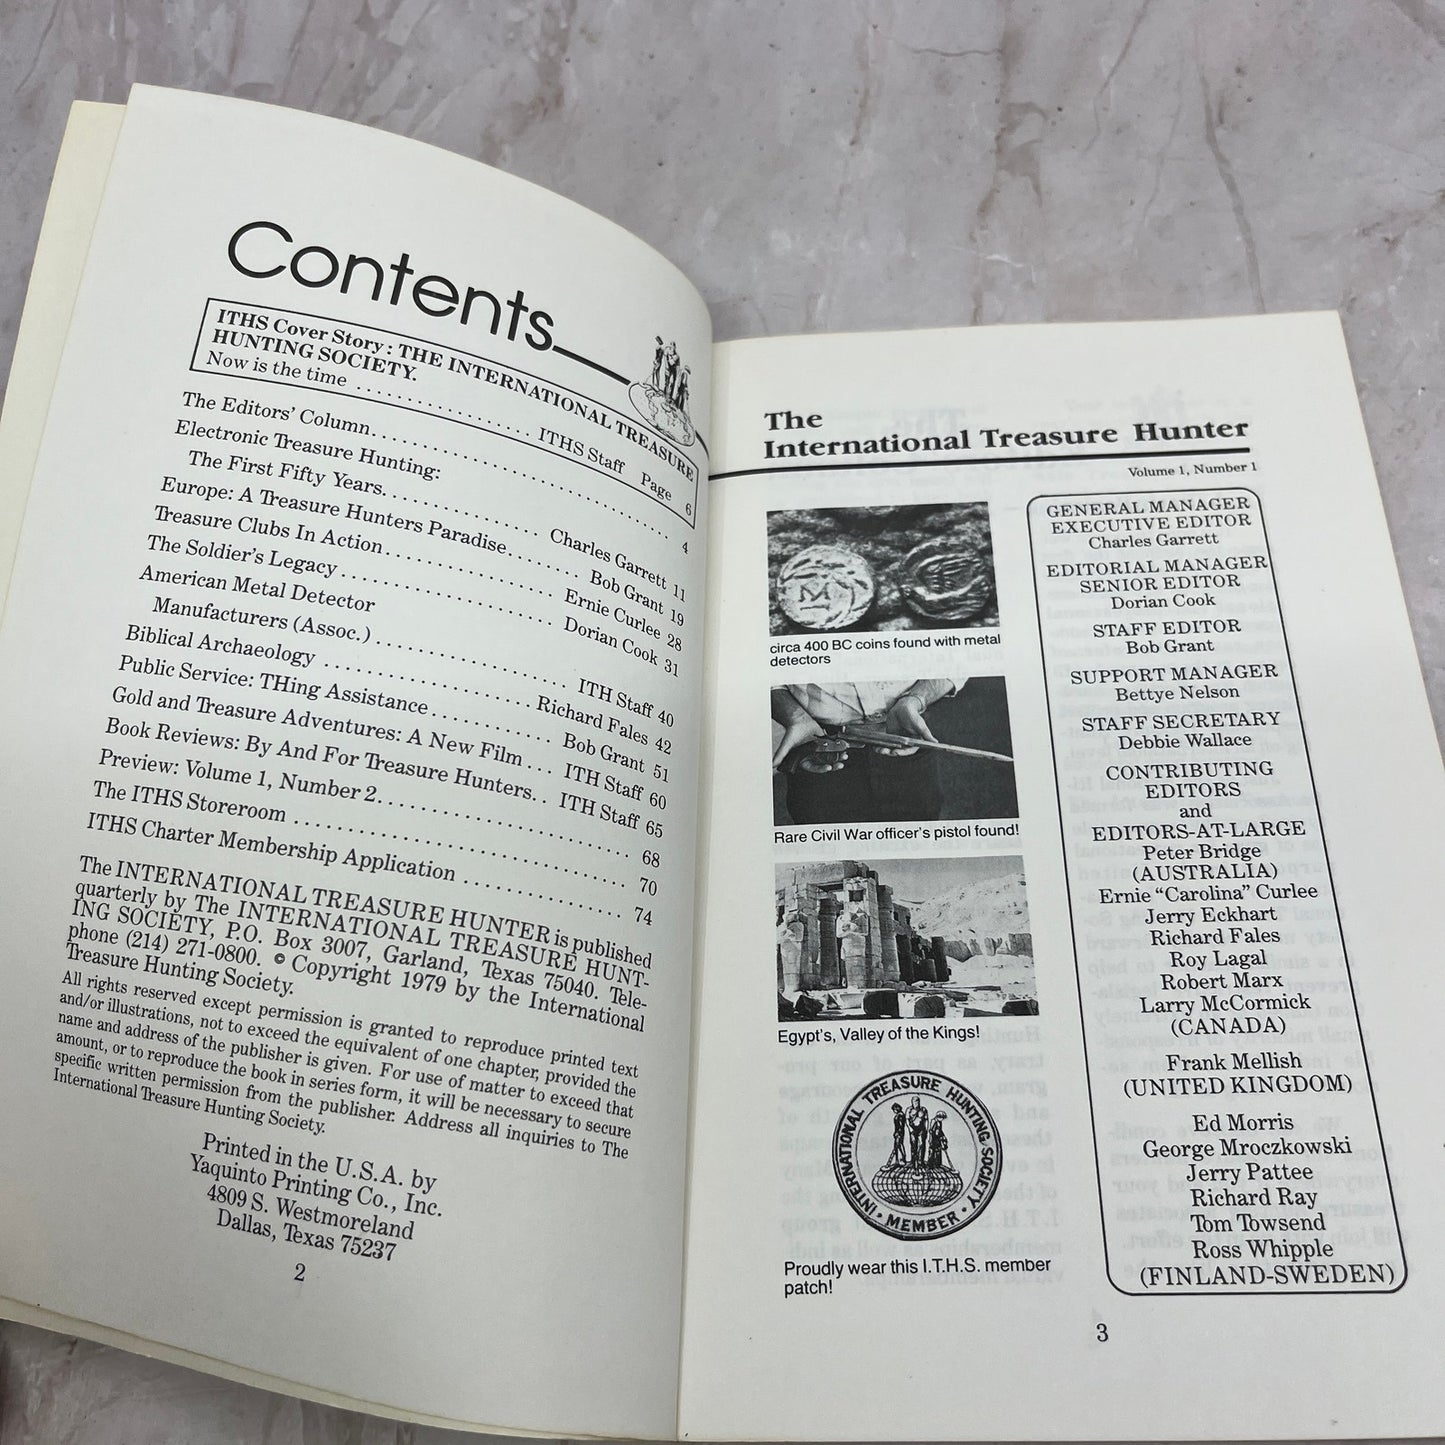 Contents
ITHS Cover Story: THE INTERNATIONAL TREASURE
HUNTING SOCIETY.
Now is the time .................. ITHS Staff Page 6
The Editors' Column.............................. 4
Electronic Treasure Hunting:
The First Fifty Years.............. Charles Garrett 11
Europe: A Treasure Hunters Paradise....... Bob Grant 19
Treasure Clubs In Action............... Ernie Curlee 28
The Soldier's Legacy................... Dorian Cook 31
American Metal Detector
Manufacturers (Assoc.)................. ITH Staff 40
Biblical Archaeology .................. Richard Fales 42
Public Service: THing Assistance.......... Bob Grant 51
Gold and Treasure Adventures: A New Film... ITH Staff 60
Book Reviews: By And For Treasure Hunters.. ITH Staff 65
Preview: Volume 1, Number 2........................ 68
The ITHS Storeroom ............................... 70
ITHS Charter Membership Application .............. 74
The INTERNATIONAL TREASURE HUNTER is published
quarterly by The INTERNATIONAL TREASURE HUNT-
ING SOCIETY, P.O. Box 3007, Garland, Texas 75040. Tele-
phone (214) 271-0800. © Copyright 1979 by the International
Treasure Hunting Society.
All rights reserved except permission is granted to reproduce printed text
and/or illustrations, not to exceed the equivalent of one chapter, provided the
name and address of the publisher is given. For use of matter to exceed that
amount, or to reproduce the book in series form, it will be necessary to secure
specific written permission from the publisher. Address all inquiries to The
International Treasure Hunting Society.
Printed in the U.S.A. by
Yaquinto Printing Co., Inc.
4809 S. Westmoreland
Dallas, Texas 75237
2
The
International Treasure Hunter
Volume 1, Number 1
circa 400 BC coins found with metal
detectors
Rare Civil War officer's pistol found!
Egypt's, Valley of the Kings!
INTERNATIONAL TREASURE HUNTING SOCIETY
• MEMBER •
Proudly wear this I.T.H.S. member
patch!
GENERAL MANAGER
EXECUTIVE EDITOR
Charles Garrett
EDITORIAL MANAGER
SENIOR EDITOR
Dorian Cook
STAFF EDITOR
Bob Grant
SUPPORT MANAGER
Bettye Nelson
STAFF SECRETARY
Debbie Wallace
CONTRIBUTING
EDITORS
and
EDITORS-AT-LARGE
Peter Bridge
(AUSTRALIA)
Ernie "Carolina" Curlee
Jerry Eckhart
Richard Fales
Roy Lagal
Robert Marx
Larry McCormick
(CANADA)
Frank Mellish
(UNITED KINGDOM)
Ed Morris
George Mroczkowski
Jerry Pattee
Richard Ray
Tom Towsend
Ross Whipple
(FINLAND-SWEDEN)
3